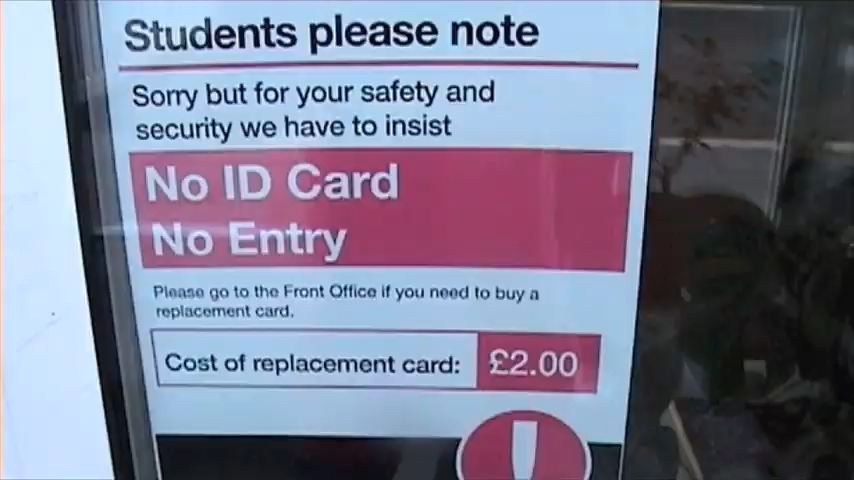 Students please note
Sorry but for your safety and
security we have to insist
No ID Card
No Entry
Please go to the Front Office if you need to buy a
replacement card.
Cost of replacement card: £2.00